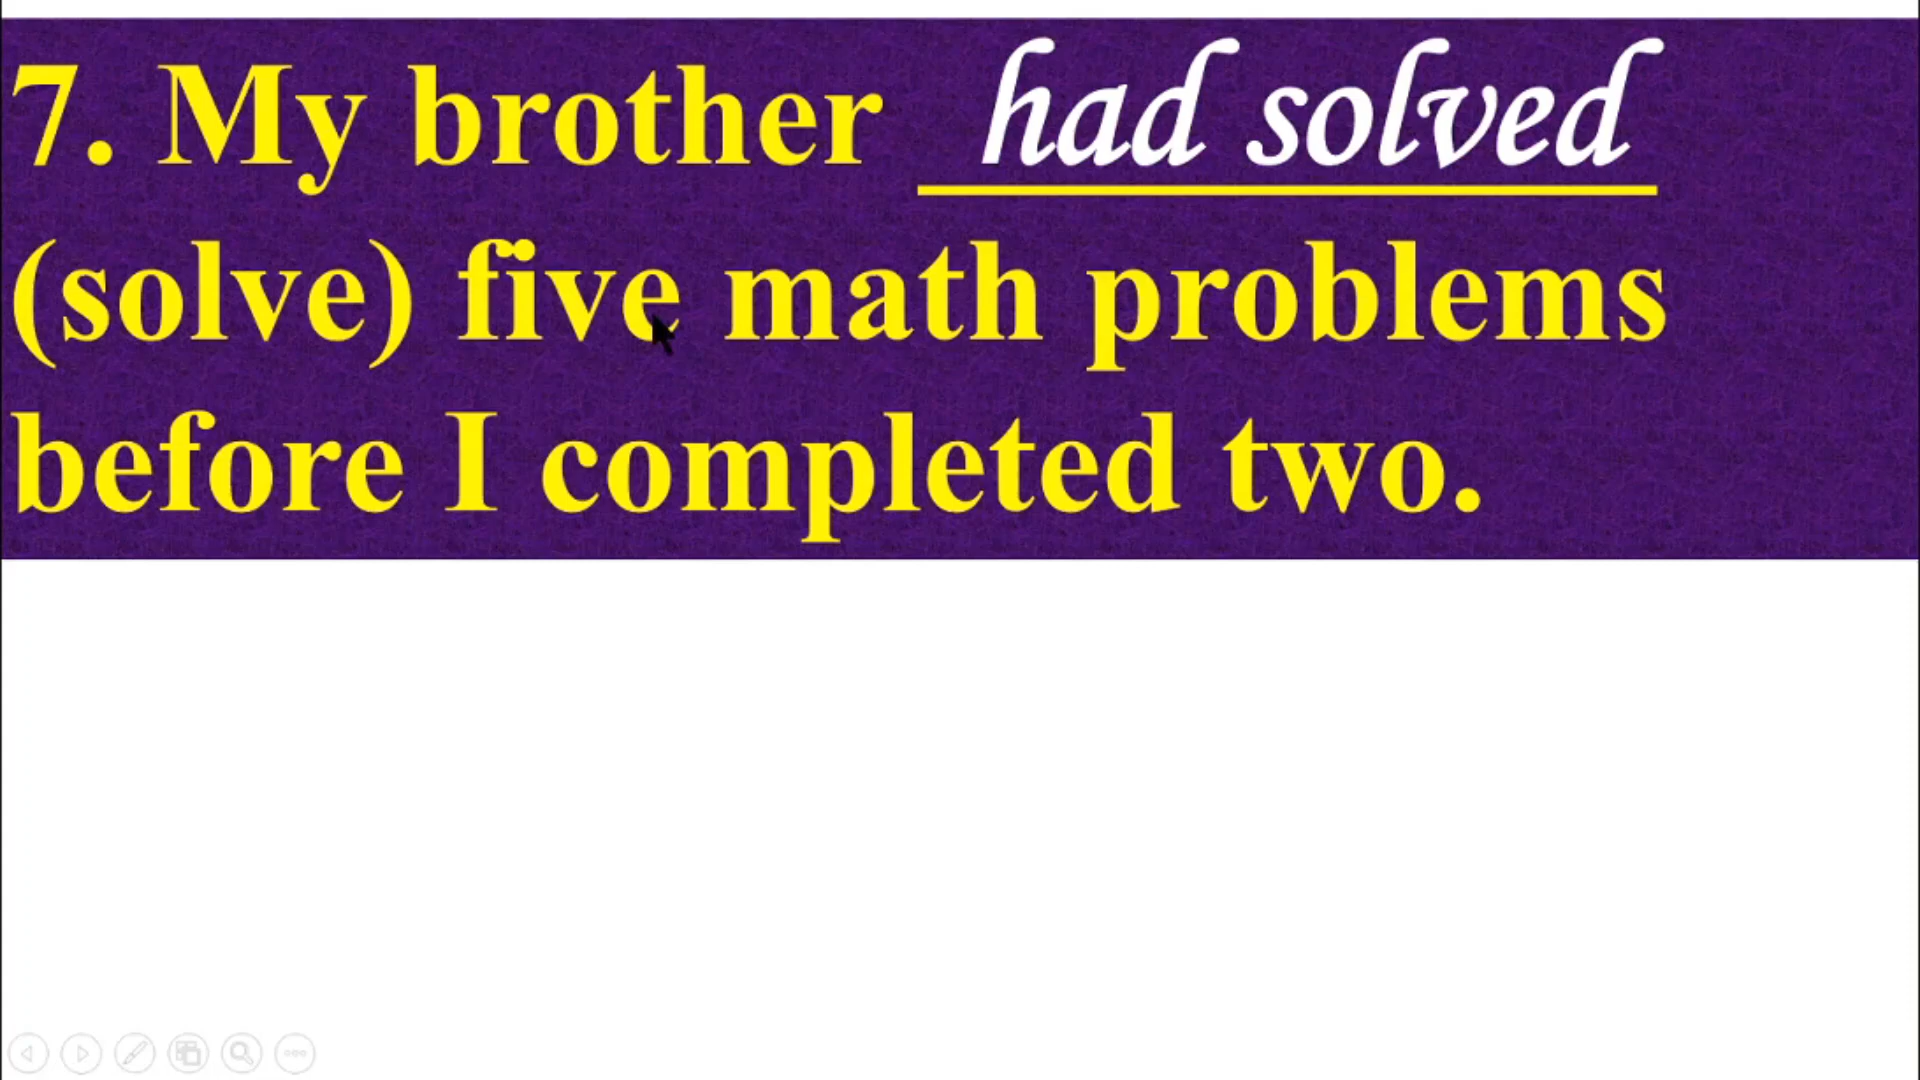 7. My brother had solved
(solve) five math problems
before I completed two.